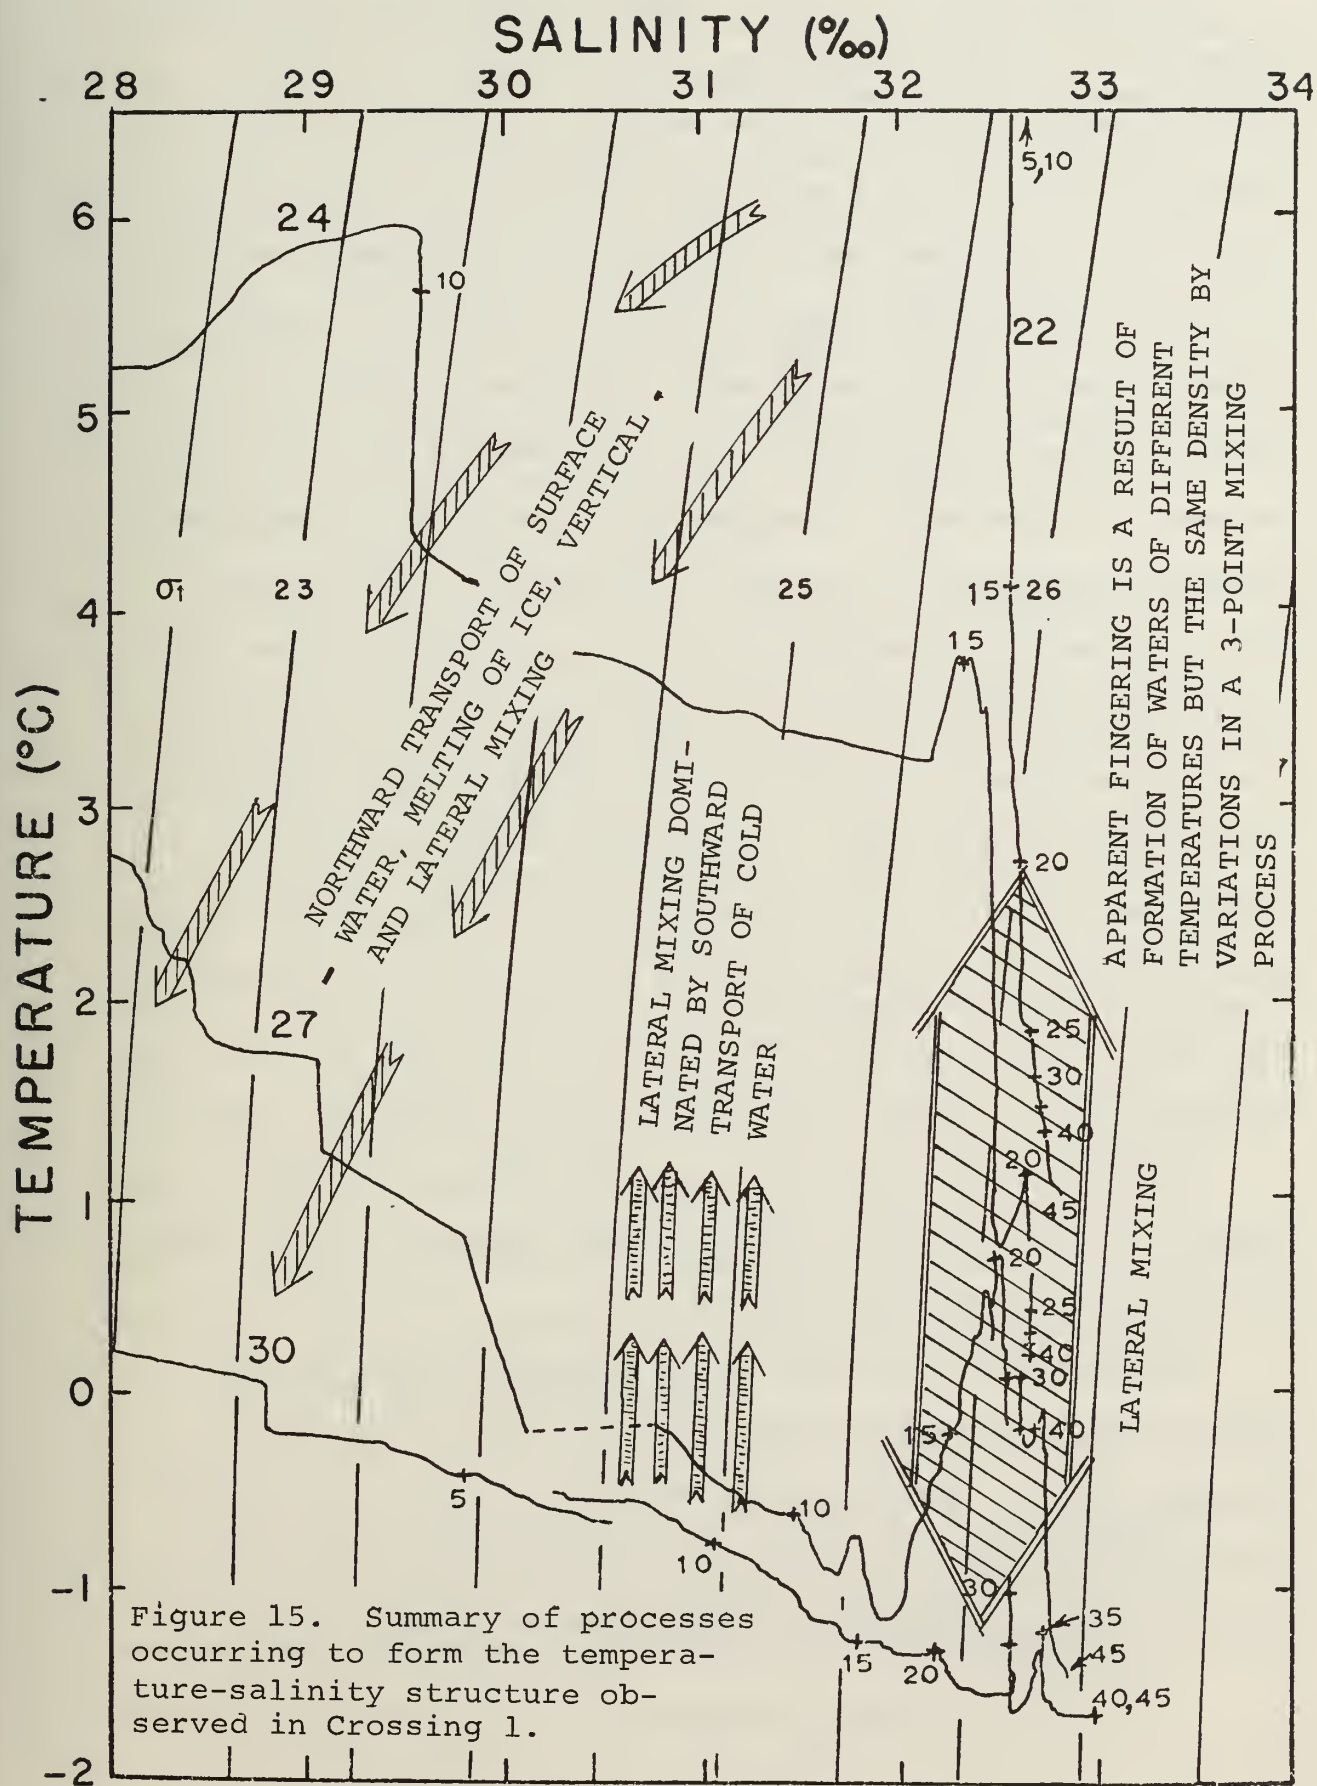 SALINITY (‰)
28 29 30 31 32 33 34
TEMPERATURE (°C)
6
5
4
3
2
1
0
-1
-2
5,10
24
10
22
σt
23
25
15 26
15
20
25
30
40
45
20
20
25
40
30
40
15
30
35
45
40,45
27
30
5
10
10
15
20
- NORTHWARD TRANSPORT OF SURFACE
WATER, MELTING OF ICE, VERTICAL -
AND LATERAL MIXING
LATERAL MIXING DOMI-
NATED BY SOUTHWARD
TRANSPORT OF COLD
WATER
APPARENT FINGERING IS A RESULT OF
FORMATION OF WATERS OF DIFFERENT
TEMPERATURES BUT THE SAME DENSITY BY
VARIATIONS IN A 3-POINT MIXING
PROCESS
LATERAL MIXING
Figure 15. Summary of processes
occurring to form the tempera-
ture-salinity structure ob-
served in Crossing 1.